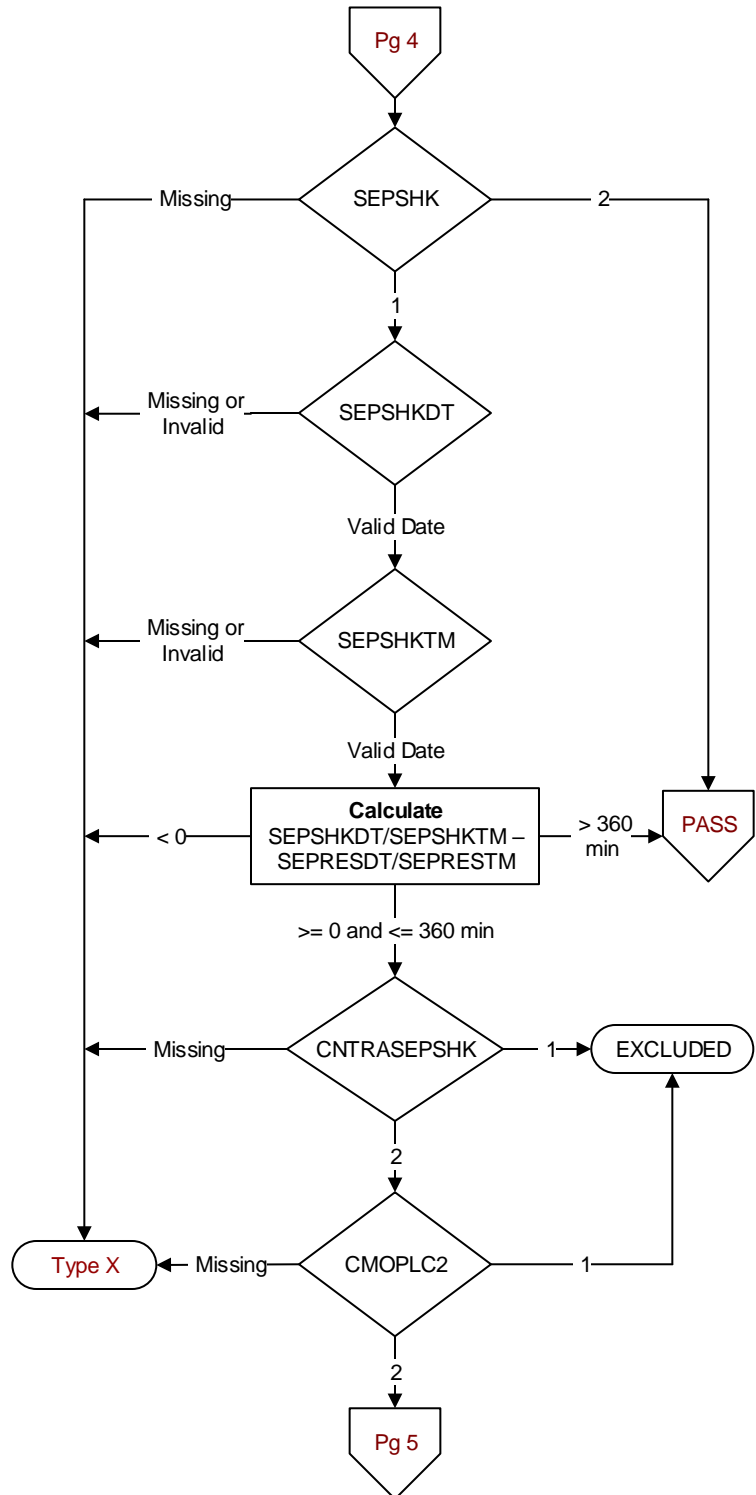 Pg 4
SEPSHK
Missing
2
1
SEPSHKDT
Missing or
Invalid
Valid Date
SEPSHKTM
Missing or
Invalid
Valid Date
Calculate
SEPSHKDT/SEPSHKTM –
SEPRESDT/SEPRESTM
< 0
> 360
min
PASS
>= 0 and <= 360 min
CNTRASEPSHK
Missing
1
EXCLUDED
2
Type X
Missing
CMOPLC2
1
2
Pg 5